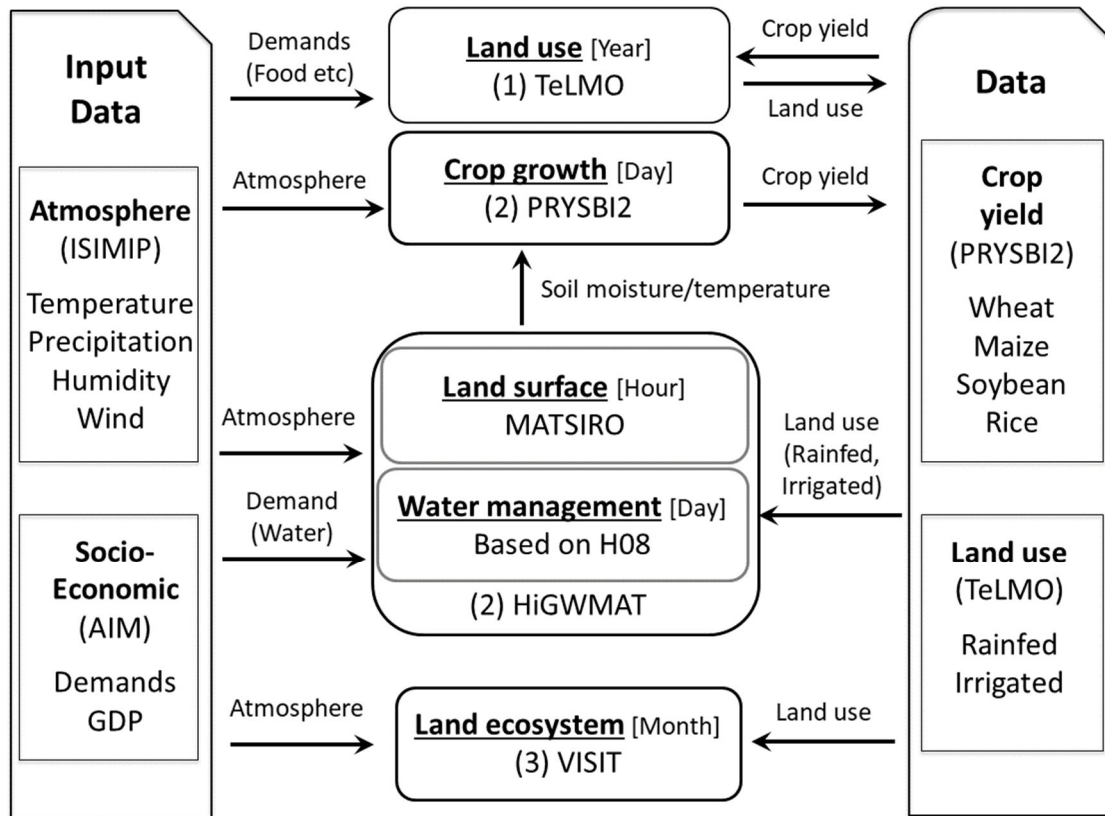 Input
Data
Atmosphere
(ISIMIP)
Temperature
Precipitation
Humidity
Wind
Socio-
Economic
(AIM)
Demands
GDP
Demands
(Food etc)
Atmosphere
Atmosphere
Demand
(Water)
Atmosphere
Land use [Year]
(1) TeLMO
Crop growth [Day]
(2) PRYSBI2
Soil moisture/temperature
Land surface [Hour]
MATSIRO
Water management [Day]
Based on H08
(2) HiGWMAT
Land ecosystem [Month]
(3) VISIT
Crop yield
Land use
Crop yield
Land use
(Rainfed,
Irrigated)
Land use
Data
Crop
yield
(PRYSBI2)
Wheat
Maize
Soybean
Rice
Land use
(TeLMO)
Rainfed
Irrigated